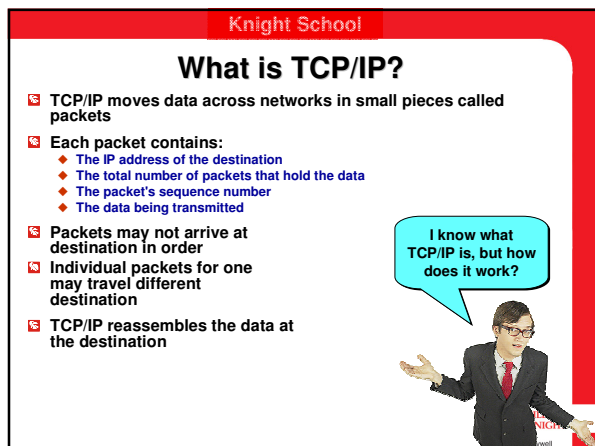 Knight School
What is TCP/IP?
TCP/IP moves data across networks in small pieces called
packets
Each packet contains:
The IP address of the destination
The total number of packets that hold the data
The packet's sequence number
The data being transmitted
Packets may not arrive at
destination in order
Individual packets for one
may travel different
destination
TCP/IP reassembles the data at
the destination
I know what
TCP/IP is, but how
does it work?